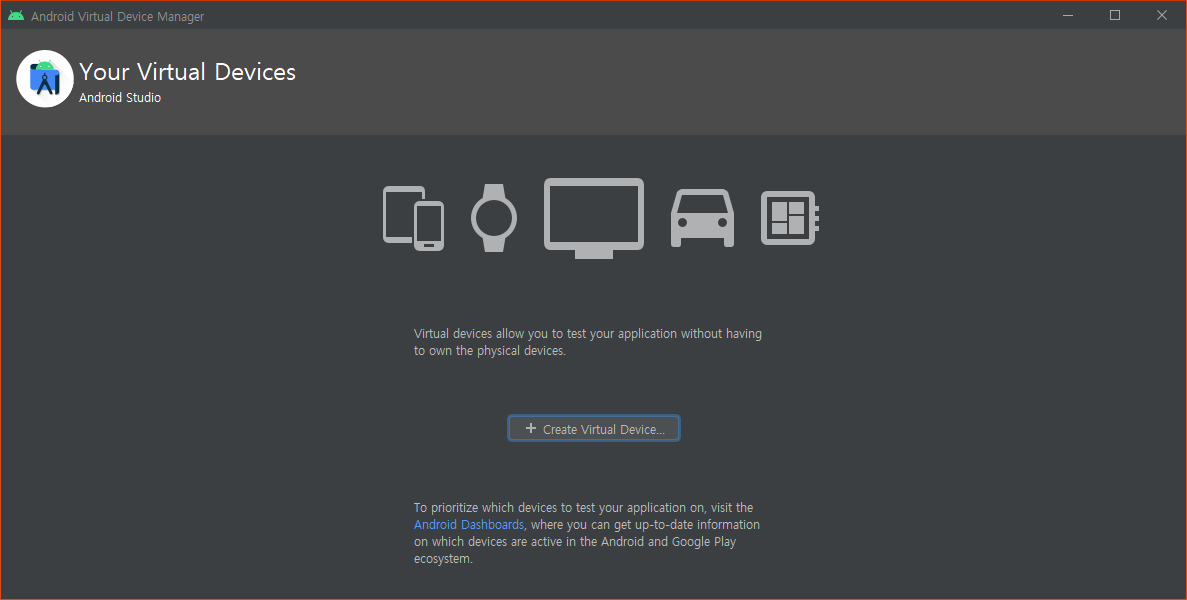 Android Virtual Device Manager
Your Virtual Devices
Android Studio
Virtual devices allow you to test your application without having
to own the physical devices.
+ Create Virtual Device...
To prioritize which devices to test your application on, visit the
Android Dashboards, where you can get up-to-date information
on which devices are active in the Android and Google Play
ecosystem.